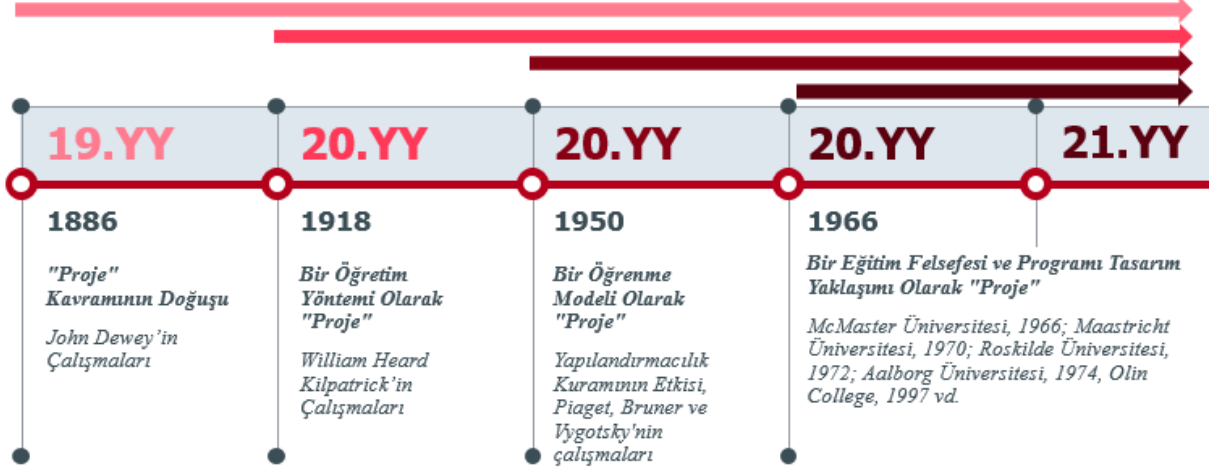 19.YY
20.YY
20.YY
20.YY
21.YY
1886
"Proje"
Kavramının Doğuşu
John Dewey’in
Çalışmaları
1918
Bir Öğretim
Yöntemi Olarak
"Proje"
William Heard
Kilpatrick’in
Çalışmaları
1950
Bir Öğrenme
Modeli Olarak
"Proje"
Yapılandırmacılık
Kuramının Etkisi,
Piaget, Bruner ve
Vygotsky'nin
çalışmaları
1966
Bir Eğitim Felsefesi ve Programı Tasarım
Yaklaşımı Olarak "Proje"
McMaster Üniversitesi, 1966; Maastricht
Üniversitesi, 1970; Roskilde Üniversitesi,
1972; Aalborg Üniversitesi, 1974, Olin
College, 1997 vd.